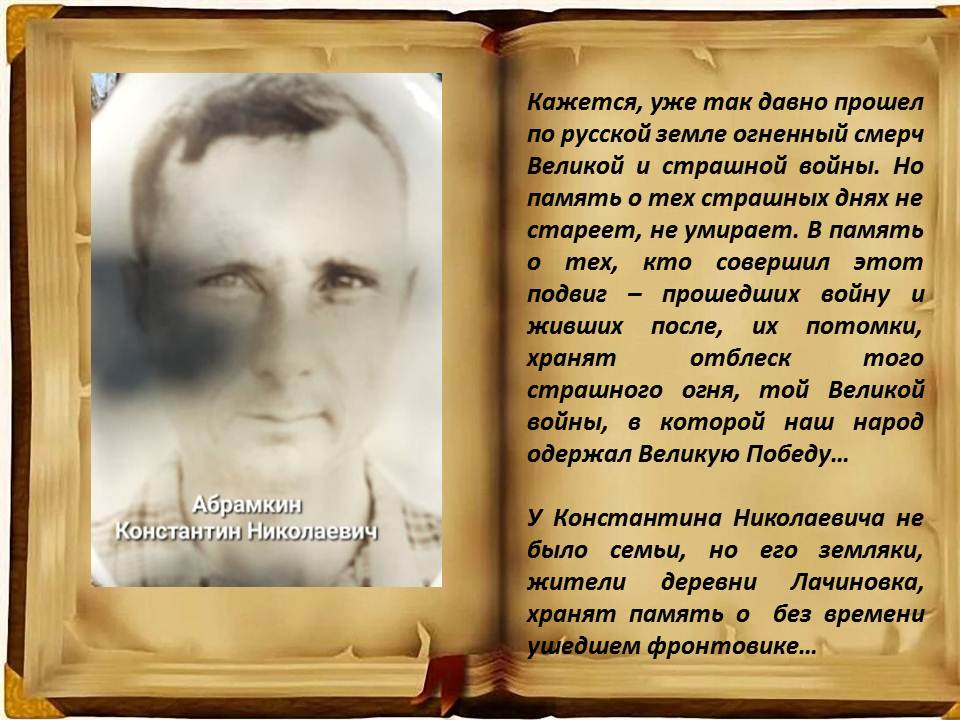 Абрамкин
Константин Николаевич
Кажется, уже так давно прошел
по русской земле огненный смерч
Великой и страшной войны. Но
память о тех страшных днях не
стареет, не умирает. В память
о тех, кто совершил этот
подвиг – прошедших войну и
живших после, их потомки,
хранят отблеск того
страшного огня, той Великой
войны, в которой наш народ
одержал Великую Победу...
У Константина Николаевича не
было семьи, но его земляки,
жители деревни Лачиновка,
хранят память о без времени
ушедшем фронтовике...